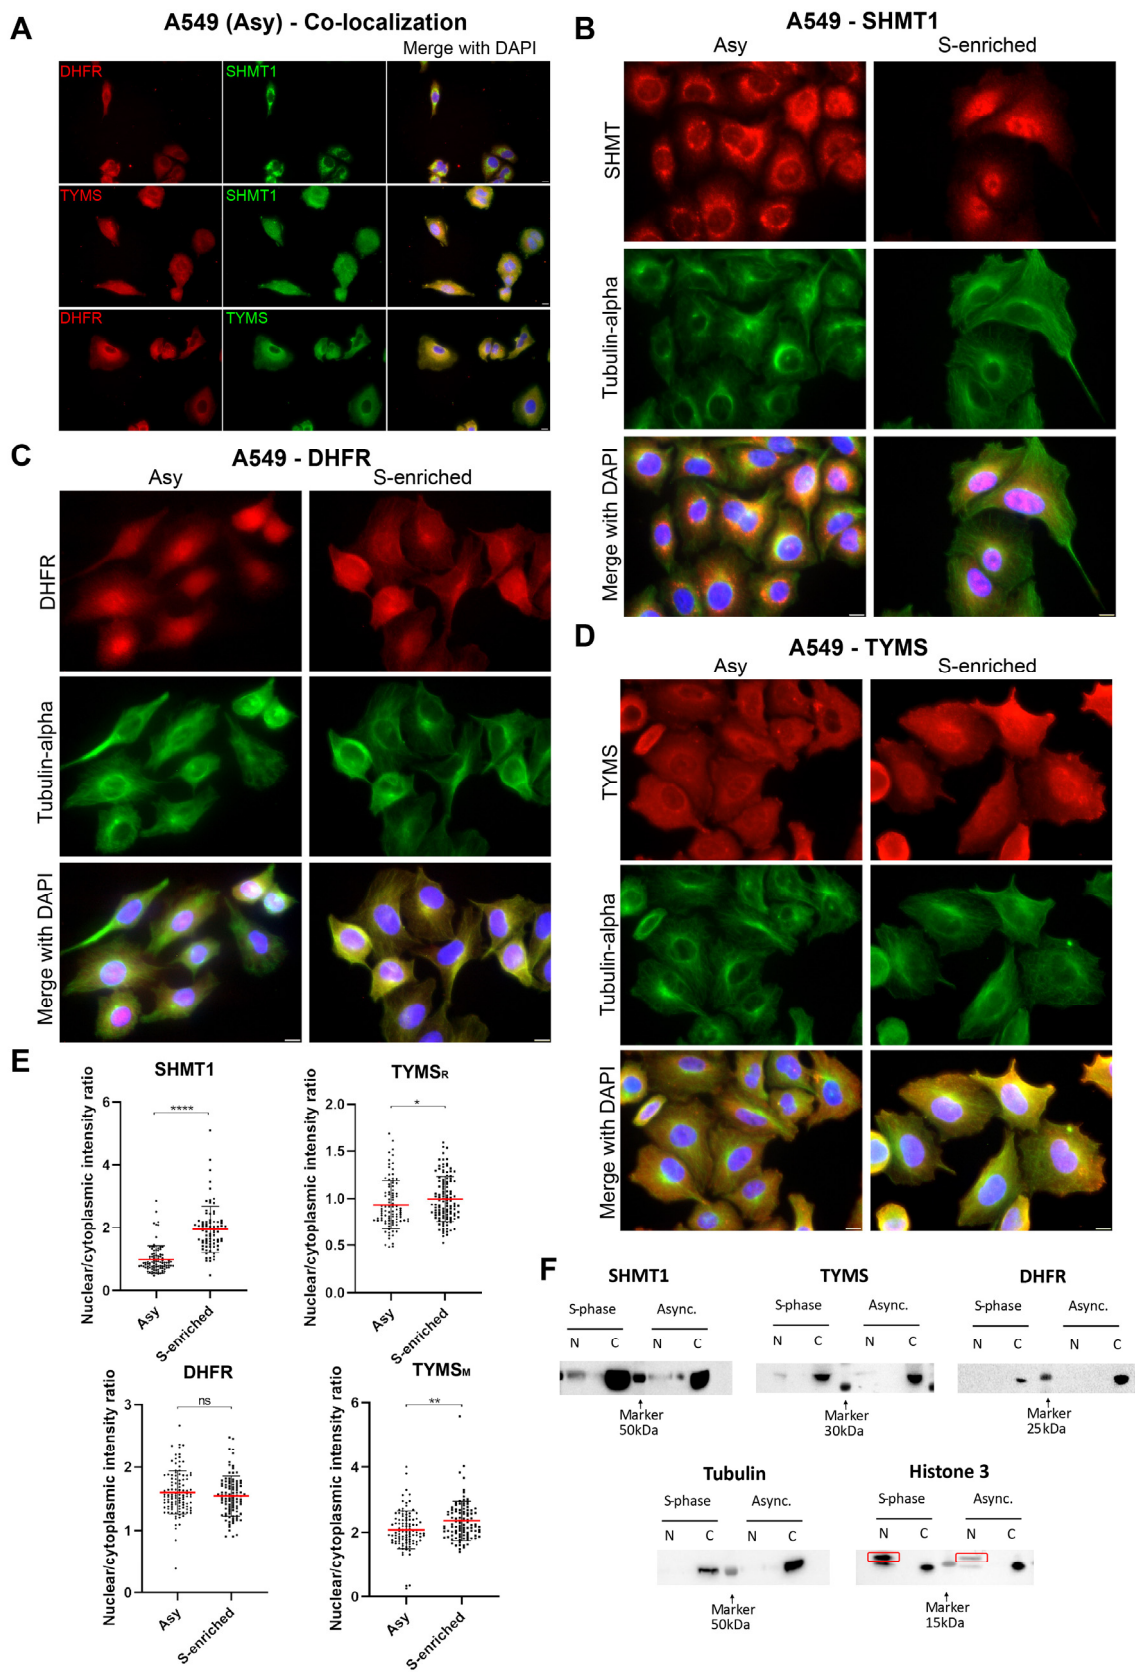 A
A549 (Asy) - Co-localization
Merge with DAPI
DHFR
SHMT1
TYMS
SHMT1
DHFR
TYMS
B
A549 - SHMT1
Asy
S-enriched
SHMT
Tubulin-alpha
Merge with DAPI
C
A549 - DHFR
Asy
S-enriched
DHFR
Tubulin-alpha
Merge with DAPI
D
A549 - TYMS
Asy
S-enriched
TYMS
Tubulin-alpha
Merge with DAPI
E
SHMT1
Nuclear/cytoplasmic intensity ratio
6
4
2
0
****
Asy
S-enriched
TYMSR
Nuclear/cytoplasmic intensity ratio
2.0
1.5
1.0
0.5
0.0
*
Asy
S-enriched
DHFR
Nuclear/cytoplasmic intensity ratio
3
2
1
0
ns
Asy
S-enriched
TYMSM
Nuclear/cytoplasmic intensity ratio
6
4
2
0
**
Asy
S-enriched
F
SHMT1
S-phase Async.
N C N C
Marker
50kDa
TYMS
S-phase Async.
N C N C
Marker
30kDa
DHFR
S-phase Async.
N C N C
Marker
25kDa
Tubulin
S-phase Async.
N C N C
Marker
50kDa
Histone 3
S-phase Async.
N C N C
Marker
15kDa